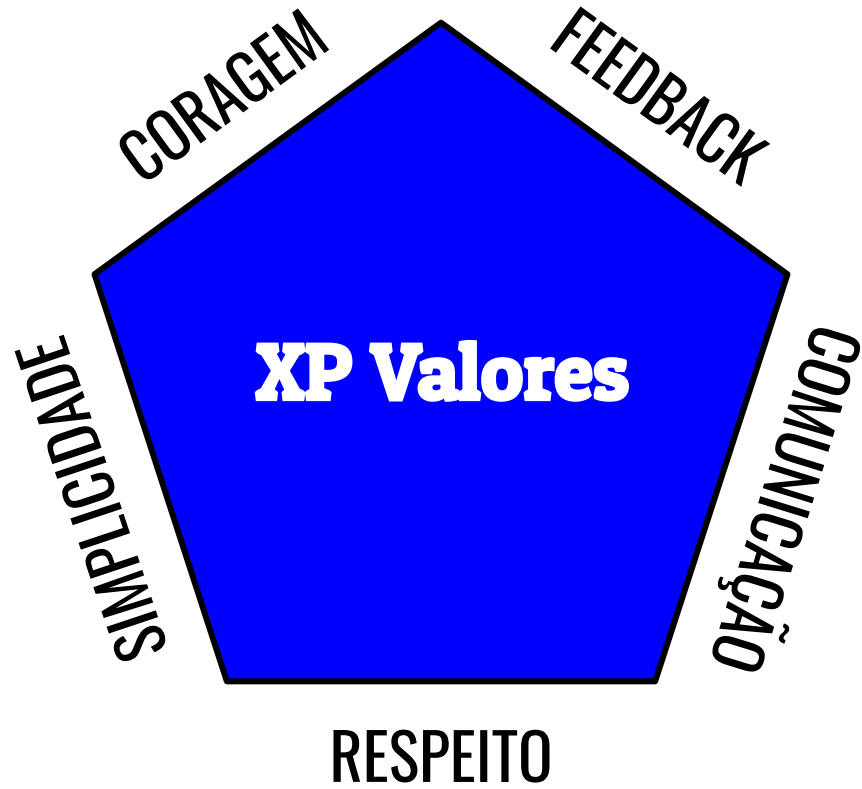 CORAGEM
FEEDBACK
SIMPLICIDADE
XP Valores
COMUNICAÇÃO
RESPEITO